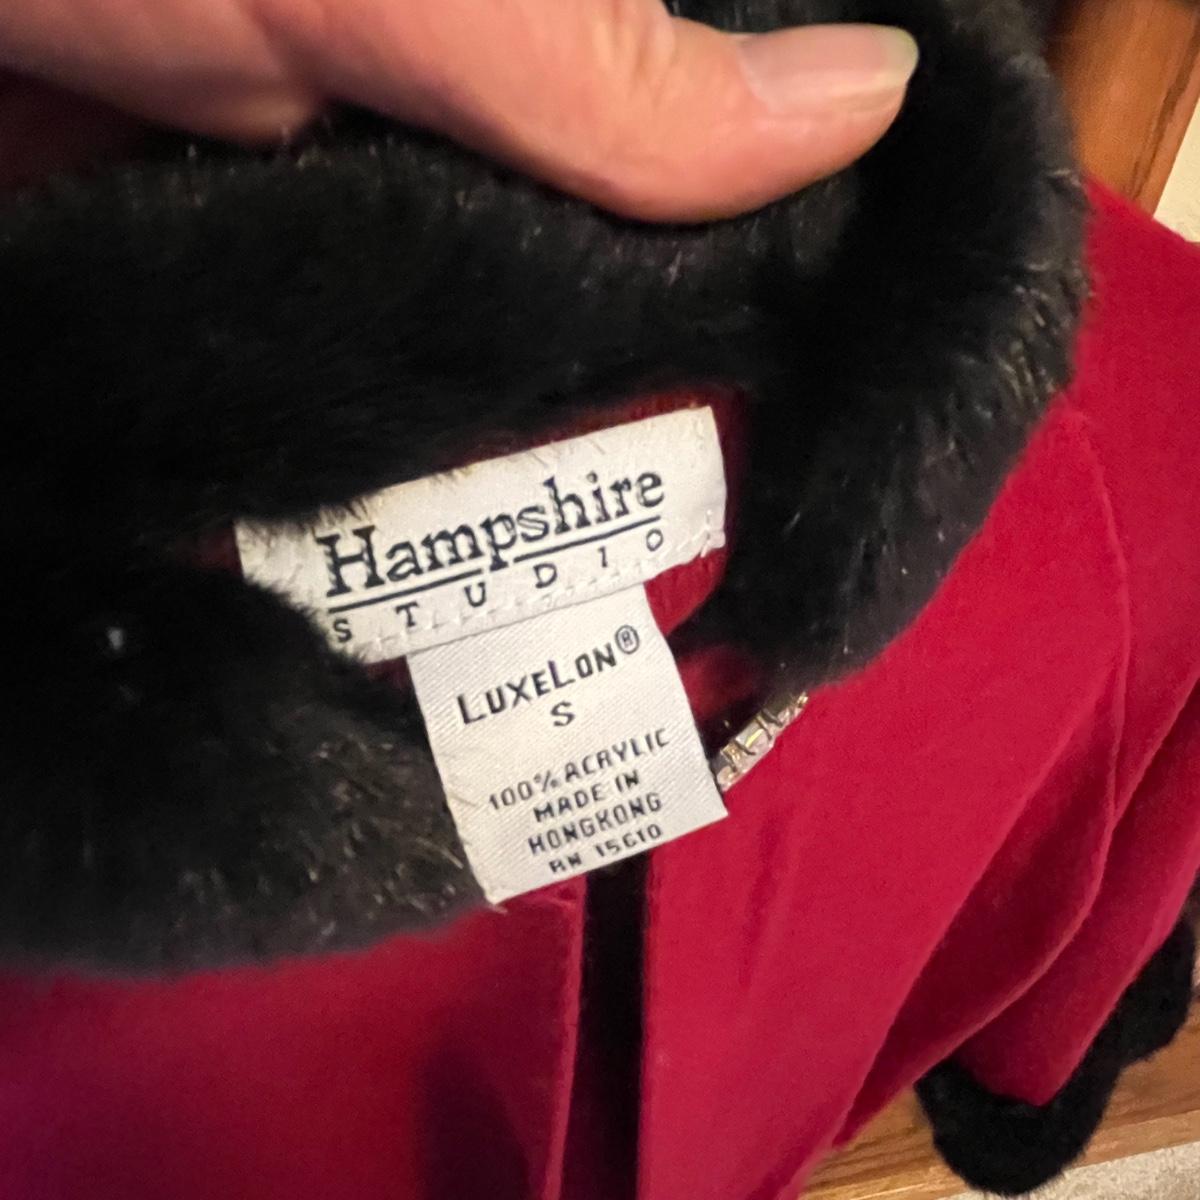 Hampshire
STUDIO
LUXELON®
S
100% ACRYLIC
MADE IN
HONGKONG
RN 15610